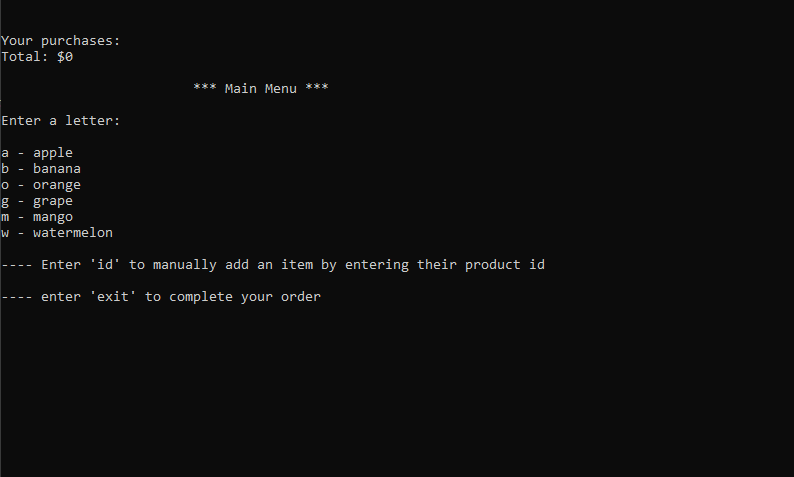 Your purchases:
Total: $0
*** Main Menu ***
Enter a letter:
a - apple
b - banana
o - orange
g - grape
m - mango
w - watermelon
---- Enter 'id' to manually add an item by entering their product id
---- enter 'exit' to complete your order